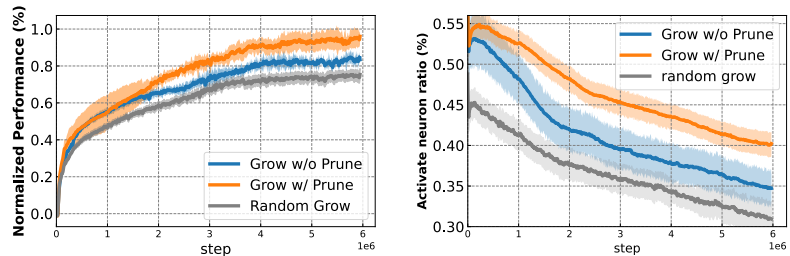 Normalized Performance (%)
1.0
0.8
0.6
0.4
0.2
0.0
Grow w/o Prune
Grow w/ Prune
Random Grow
0 1 2 3 4 5 6
1e6
step
Activate neuron ratio (%)
0.55
0.50
0.45
0.40
0.35
0.30
Grow w/o Prune
Grow w/ Prune
random grow
0 1 2 3 4 5 6
1e6
step